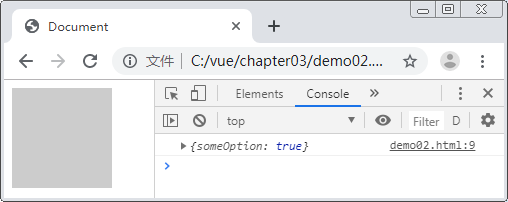 Document
文件 C:/vue/chapter03/demo02....
Elements Console
top Filter D
{someOption: true} demo02.html:9